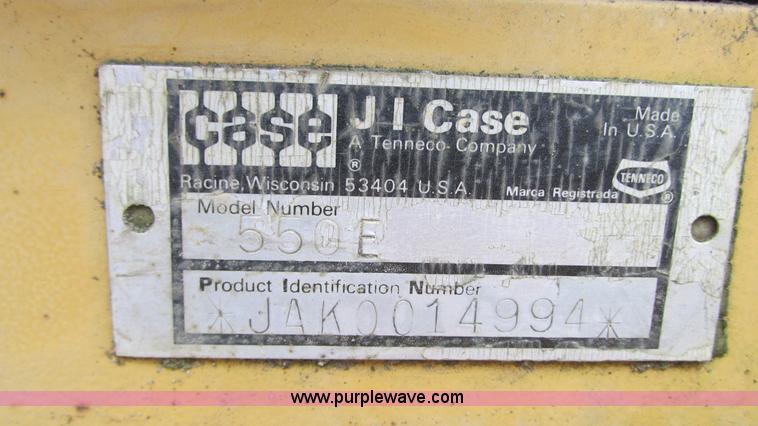 case
J I Case
A Tenneco Company
®
Made
In U.S.A.
Racine, Wisconsin 53404 U.S.A.
Marca Registrada
TENNECO
®
Model Number
550E
Product Identification Number
*JAK0014994*
www.purplewave.com